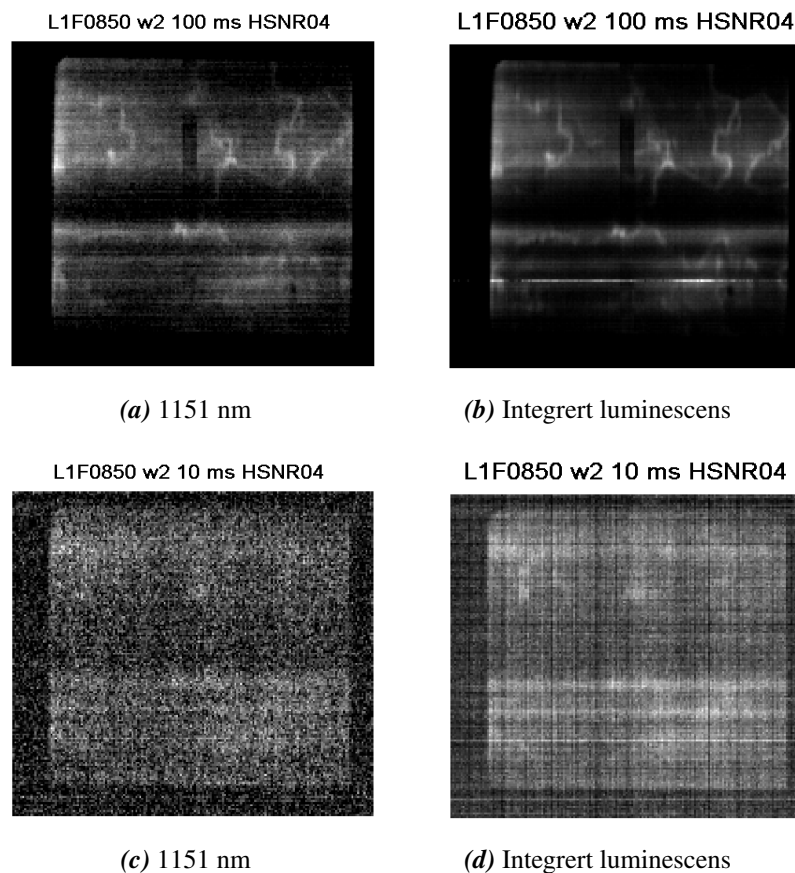 L1F0850 w2 100 ms HSNR04
L1F0850 w2 100 ms HSNR04
(a) 1151 nm
(b) Integrert luminescens
L1F0850 w2 10 ms HSNR04
L1F0850 w2 10 ms HSNR04
(c) 1151 nm
(d) Integrert luminescens